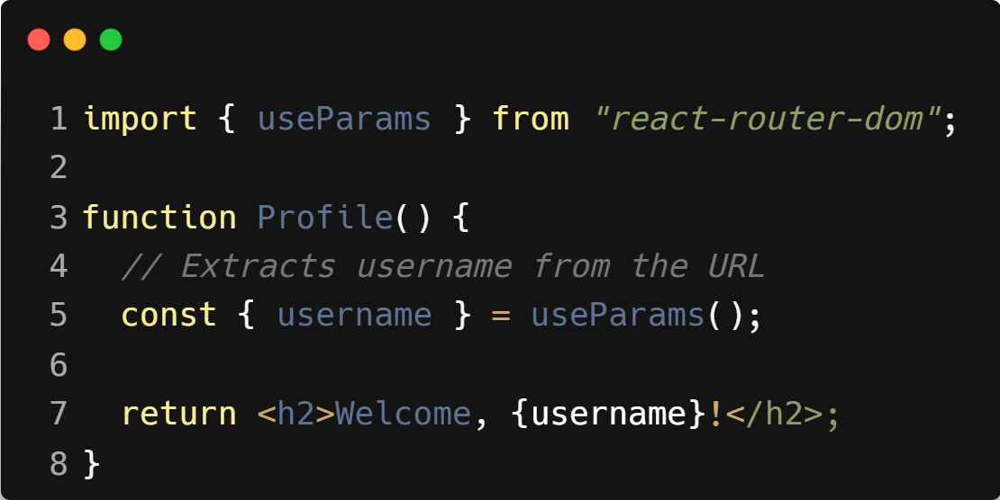 1 import { useParams } from "react-router-dom";
2
3 function Profile() {
4   // Extracts username from the URL
5   const { username } = useParams();
6
7   return <h2>Welcome, {username}!</h2>;
8 }